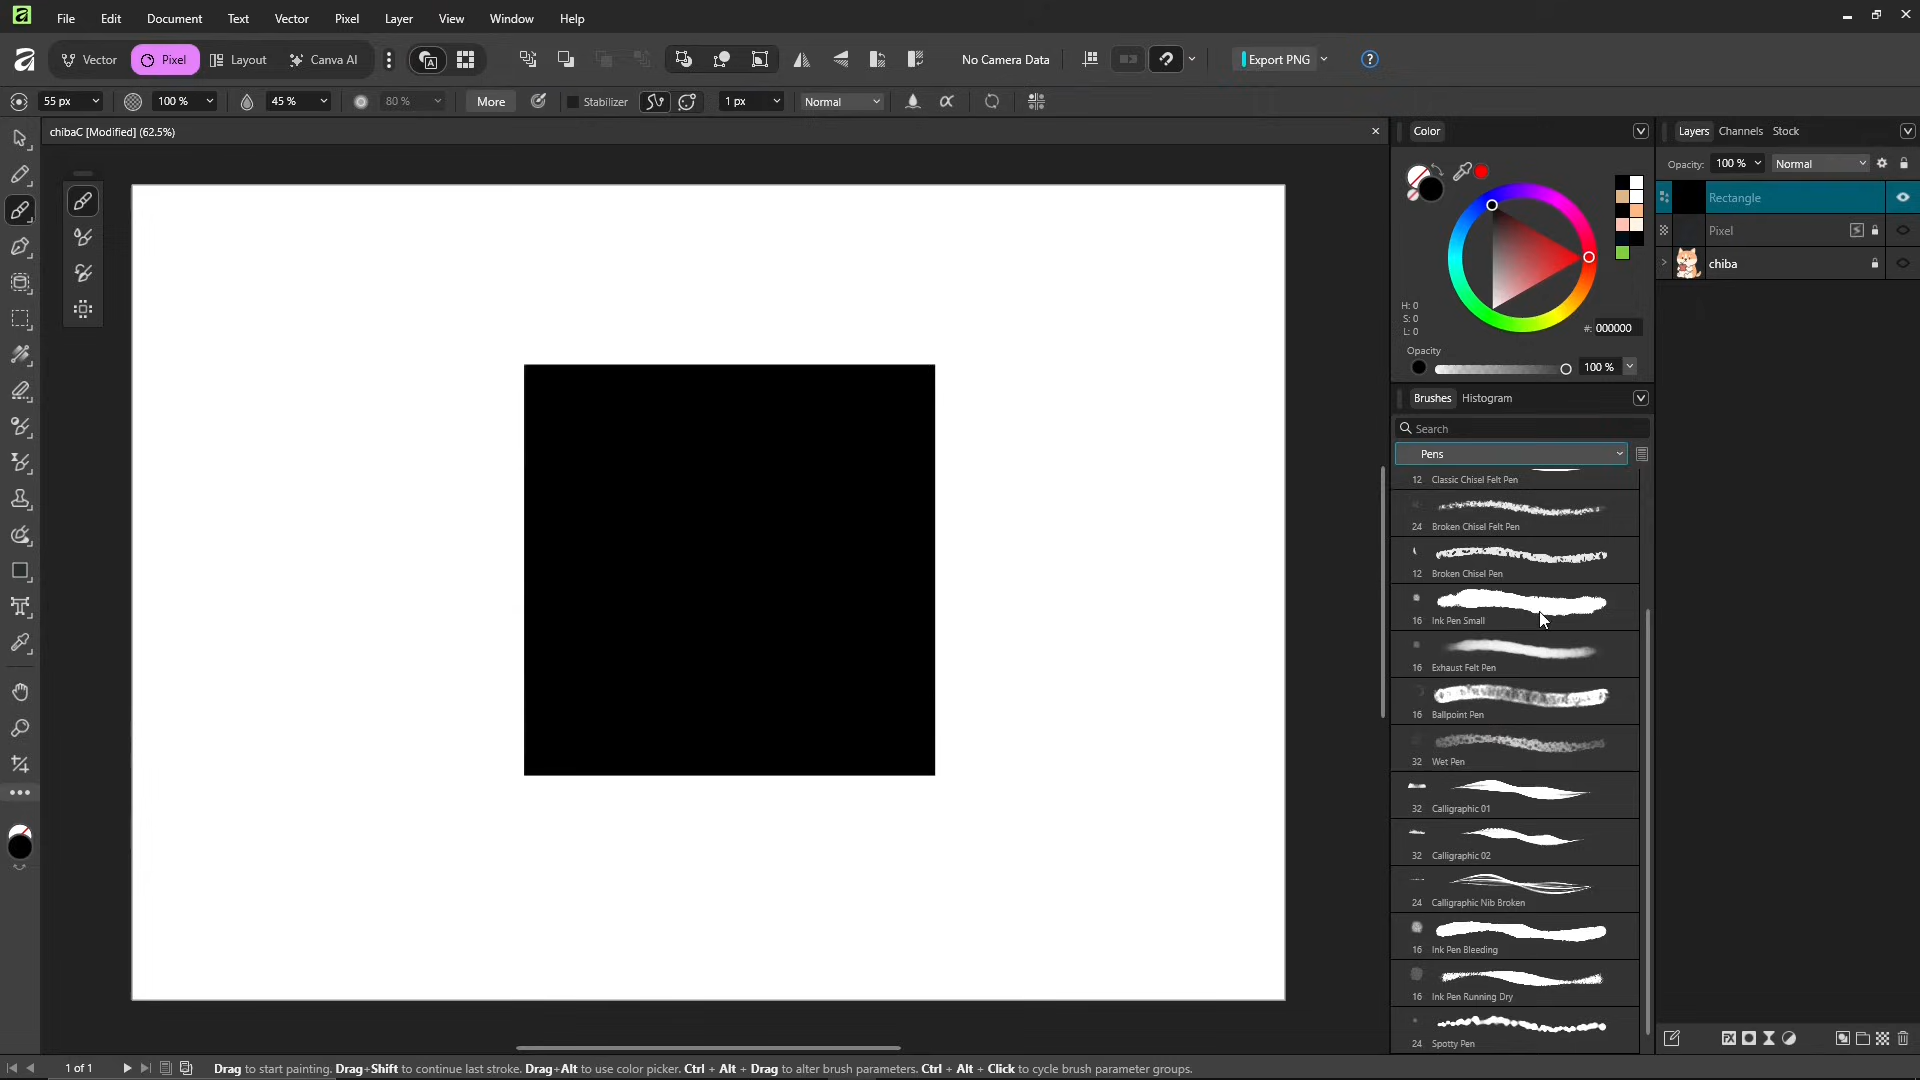 File Edit Document Text Vector Pixel Layer View Window Help
Vector Pixel Layout Canva AI No Camera Data Export PNG
55 px 100 % 45 % 80 % More Stabilizer 1 px Normal
chibaC [Modified] (62.5%)
Color
H: 0
S: 0
L: 0
#: 000000
Opacity
100 %
Brushes Histogram
Search
Pens
12 Classic Chisel Felt Pen
24 Broken Chisel Felt Pen
12 Broken Chisel Pen
16 Ink Pen Small
16 Exhaust Felt Pen
16 Ballpoint Pen
32 Wet Pen
32 Calligraphic 01
32 Calligraphic 02
24 Calligraphic Nib Broken
16 Ink Pen Bleeding
16 Ink Pen Running Dry
24 Spotty Pen
Layers Channels Stock
Opacity: 100 % Normal
Rectangle
Pixel
chiba
1 of 1 Drag to start painting. Drag+Shift to continue last stroke. Drag+Alt to use color picker. Ctrl + Alt + Drag to alter brush parameters. Ctrl + Alt + Click to cycle brush parameter groups.